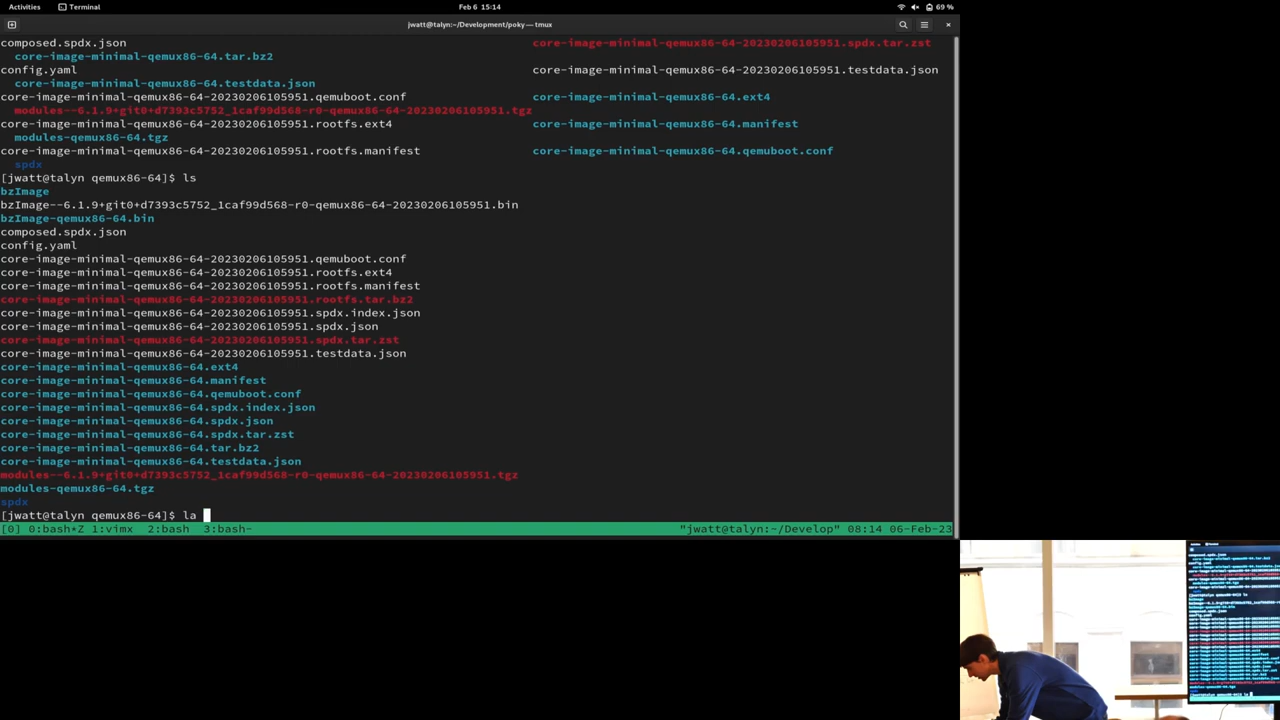 Activities
Terminal
Feb 6 15:14
69 %
jwatt@talyn:~/Development/poky — tmux
composed.spdx.json core-image-minimal-qemux86-64-20230206105951.spdx.tar.zst
core-image-minimal-qemux86-64.tar.bz2
config.yaml core-image-minimal-qemux86-64-20230206105951.testdata.json
core-image-minimal-qemux86-64.testdata.json
core-image-minimal-qemux86-64-20230206105951.qemuboot.conf core-image-minimal-qemux86-64.ext4
modules--6.1.9+git0+d7393c5752_1caf99d568-r0-qemux86-64-20230206105951.tgz
core-image-minimal-qemux86-64-20230206105951.rootfs.ext4 core-image-minimal-qemux86-64.manifest
modules-qemux86-64.tgz
core-image-minimal-qemux86-64-20230206105951.rootfs.manifest core-image-minimal-qemux86-64.qemuboot.conf
spdx
[jwatt@talyn qemux86-64]$ ls
bzImage
bzImage--6.1.9+git0+d7393c5752_1caf99d568-r0-qemux86-64-20230206105951.bin
bzImage-qemux86-64.bin
composed.spdx.json
config.yaml
core-image-minimal-qemux86-64-20230206105951.qemuboot.conf
core-image-minimal-qemux86-64-20230206105951.rootfs.ext4
core-image-minimal-qemux86-64-20230206105951.rootfs.manifest
core-image-minimal-qemux86-64-20230206105951.rootfs.tar.bz2
core-image-minimal-qemux86-64-20230206105951.spdx.index.json
core-image-minimal-qemux86-64-20230206105951.spdx.json
core-image-minimal-qemux86-64-20230206105951.spdx.tar.zst
core-image-minimal-qemux86-64-20230206105951.testdata.json
core-image-minimal-qemux86-64.ext4
core-image-minimal-qemux86-64.manifest
core-image-minimal-qemux86-64.qemuboot.conf
core-image-minimal-qemux86-64.spdx.index.json
core-image-minimal-qemux86-64.spdx.json
core-image-minimal-qemux86-64.spdx.tar.zst
core-image-minimal-qemux86-64.tar.bz2
core-image-minimal-qemux86-64.testdata.json
modules--6.1.9+git0+d7393c5752_1caf99d568-r0-qemux86-64-20230206105951.tgz
modules-qemux86-64.tgz
spdx
[jwatt@talyn qemux86-64]$ la
[0] 0:bash*Z 1:vimx 2:bash 3:bash- "jwatt@talyn:~/Develop" 08:14 06-Feb-23